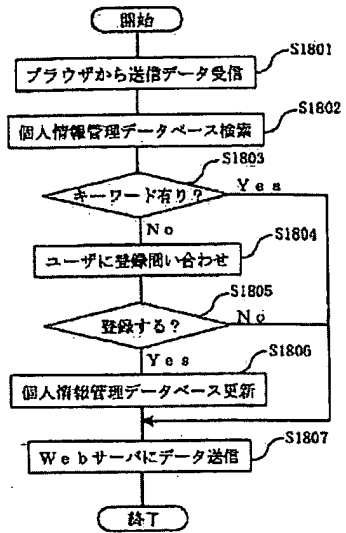 開始
S1801
ブラウザから送信データ受信
S1802
個人情報管理データベース検索
S1803
キーワード有り？
Yes
No
S1804
ユーザに登録問い合わせ
S1805
登録する？
No
Yes
S1806
個人情報管理データベース更新
S1807
Webサーバにデータ送信
終了